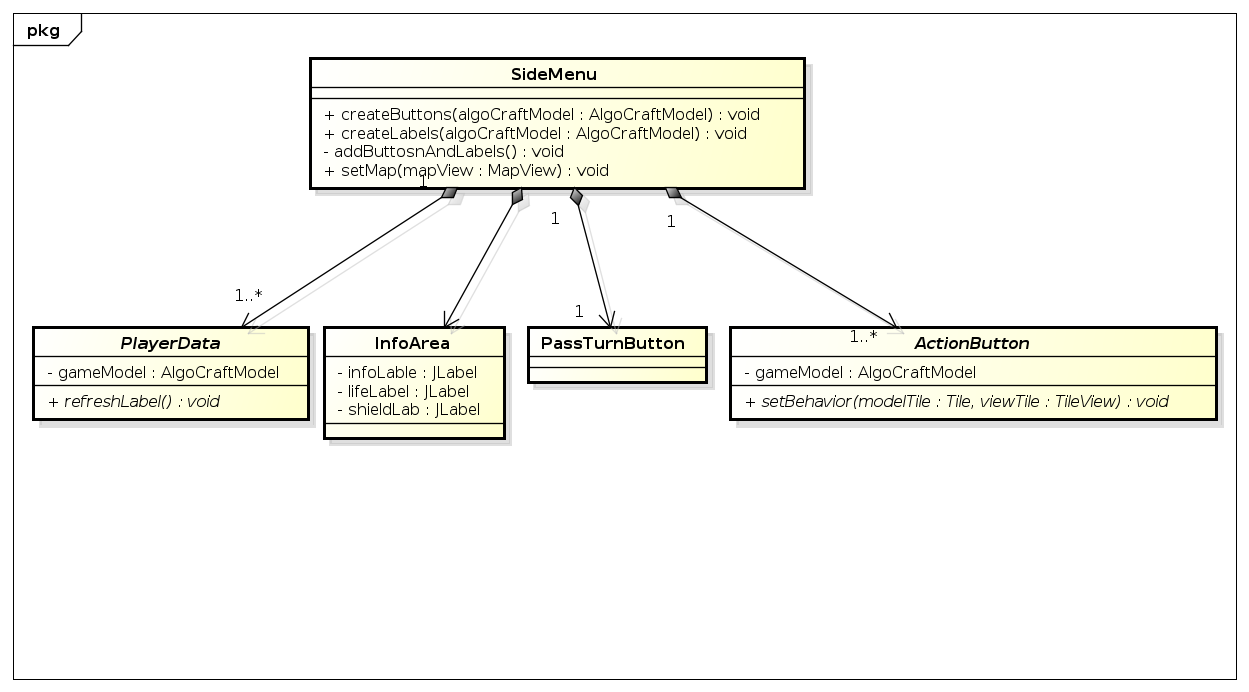 pkg
SideMenu
+ createButtons(algoCraftModel : AlgoCraftModel) : void
+ createLabels(algoCraftModel : AlgoCraftModel) : void
- addButtosnAndLabels() : void
+ setMap(mapView : MapView) : void
1
1
1
1..*
1
1..*
PlayerData
- gameModel : AlgoCraftModel
+ refreshLabel() : void
InfoArea
- infoLable : JLabel
- lifeLabel : JLabel
- shieldLab : JLabel
PassTurnButton
ActionButton
- gameModel : AlgoCraftModel
+ setBehavior(modelTile : Tile, viewTile : TileView) : void